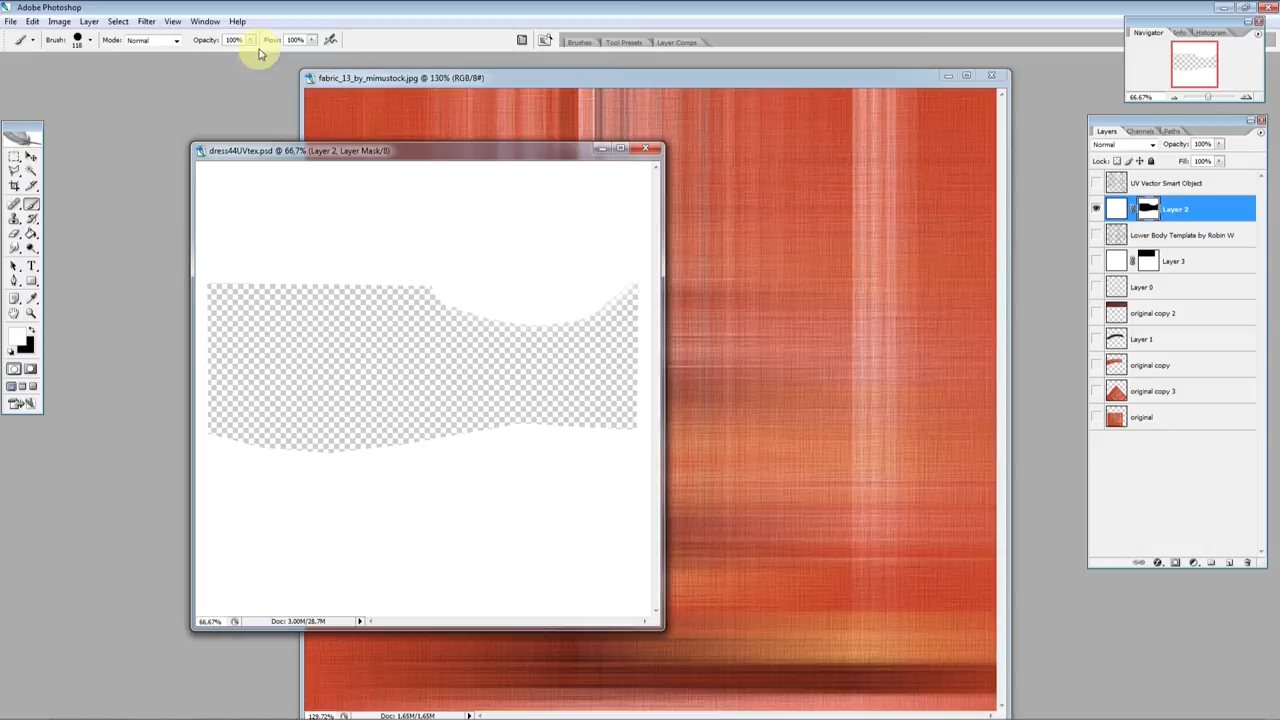 Adobe Photoshop
File Edit Image Layer Select Filter View Window Help
Brush: 118 Mode: Normal Opacity: 100% Flow: 100%
Brushes Tool Presets Layer Comps
Navigator Info Histogram
66.67%
fabric_13_by_mimustock.jpg @ 130% (RGB/8#)
dress44UVtex.psd @ 66,7% (Layer 2, Layer Mask/8)
Layers Channels Paths
Normal Opacity: 100%
Lock: Fill: 100%
UV Vector Smart Object
Layer 2
Lower Body Template by Robin W
Layer 3
Layer 0
original copy 2
Layer 1
original copy
original copy 3
original
66,67% Doc: 3.00M/28.7M
129,72% Doc: 1,65M/1,65M